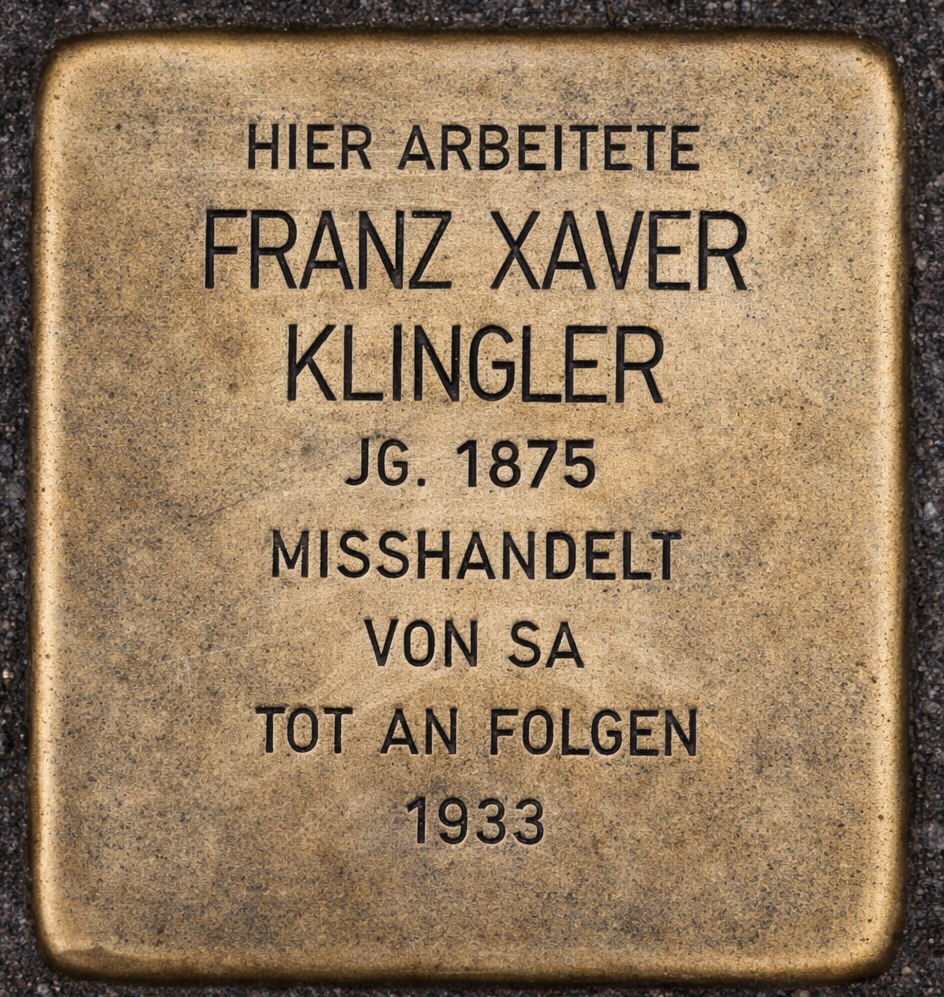 HIER ARBEITETE
FRANZ XAVER
KLINGLER
JG. 1875
MISSHANDELT
VON SA
TOT AN FOLGEN
1933